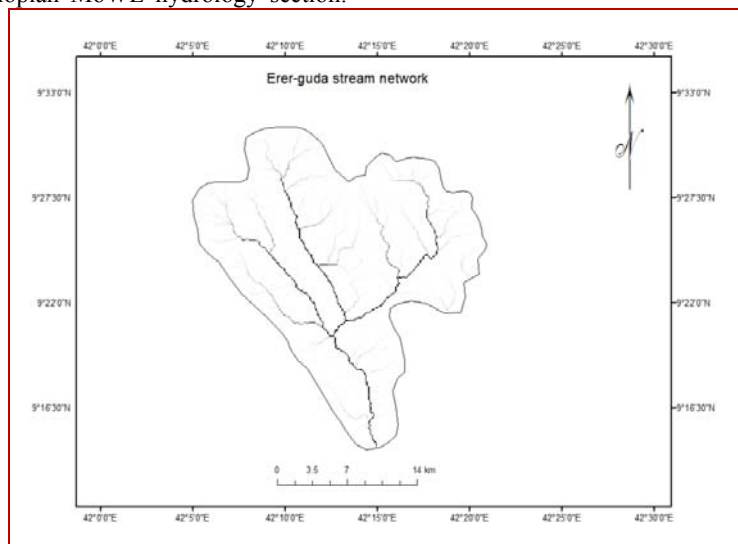 MoWE hydrology section.
42°0'0"E 42°5'0"E 42°10'0"E 42°15'0"E 42°20'0"E 42°25'0"E 42°30'0"E
Erer-guda stream network
9°33'0"N 9°33'0"N
N
9°27'30"N 9°27'30"N
9°22'0"N 9°22'0"N
9°16'30"N 9°16'30"N
0 3.5 7 14 km
42°0'0"E 42°5'0"E 42°10'0"E 42°15'0"E 42°20'0"E 42°25'0"E 42°30'0"E